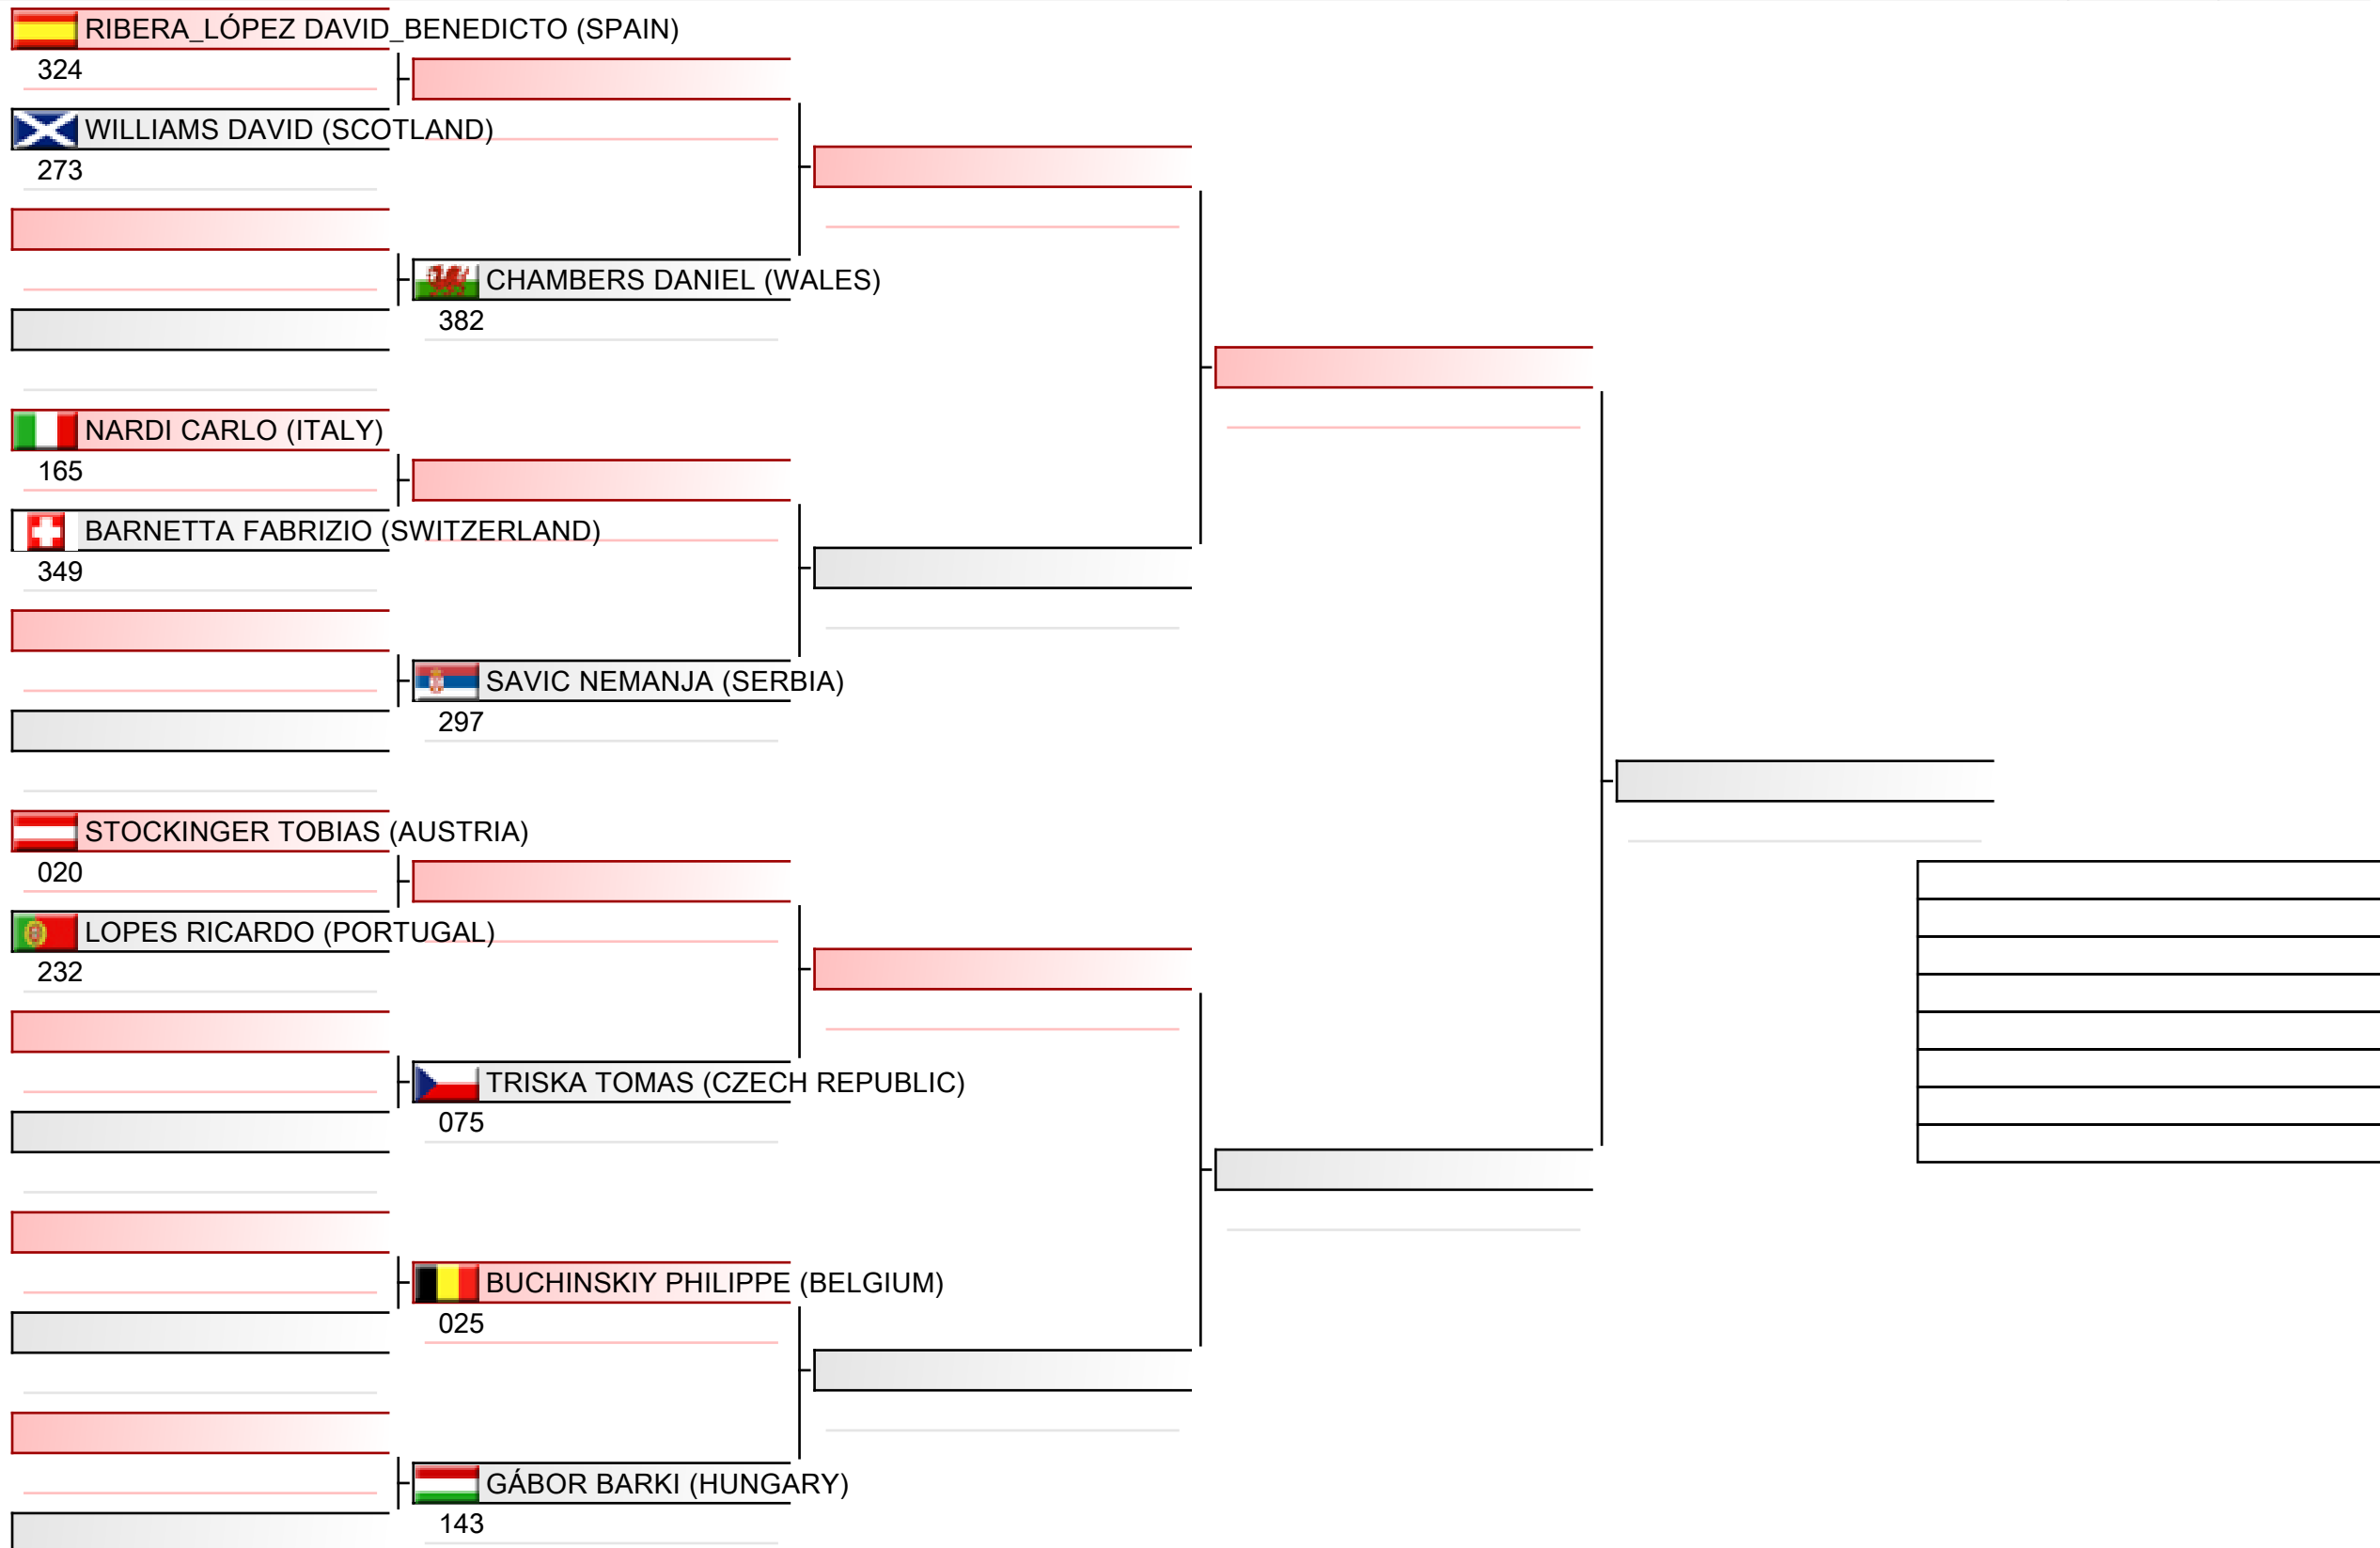 RIBERA_LÓPEZ DAVID_BENEDICTO (SPAIN)
324
WILLIAMS DAVID (SCOTLAND)
273
CHAMBERS DANIEL (WALES)
382
NARDI CARLO (ITALY)
165
BARNETTA FABRIZIO (SWITZERLAND)
349
SAVIC NEMANJA (SERBIA)
297
STOCKINGER TOBIAS (AUSTRIA)
020
LOPES RICARDO (PORTUGAL)
232
TRISKA TOMAS (CZECH REPUBLIC)
075
BUCHINSKIY PHILIPPE (BELGIUM)
025
GÁBOR BARKI (HUNGARY)
143